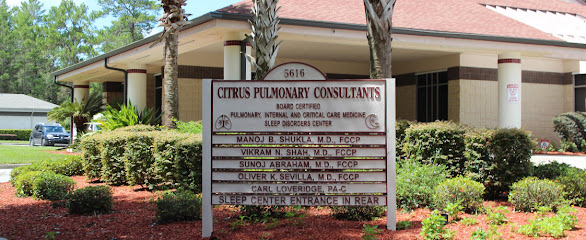 5616
CITRUS PULMONARY CONSULTANTS
BOARD CERTIFIED
PULMONARY, INTERNAL AND CRITICAL CARE MEDICINE
SLEEP DISORDERS CENTER
MANOJ B. SHUKLA M.D., FCCP
VIKRAM N. SHAH, M.D., FCCP
SUNOJ ABRAHAM, M.D., FCCP
OLIVER K. SEVILLA, M.D., FCCP
CARL LOVERIDGE, PA-C
SLEEP CENTER ENTRANCE IN REAR